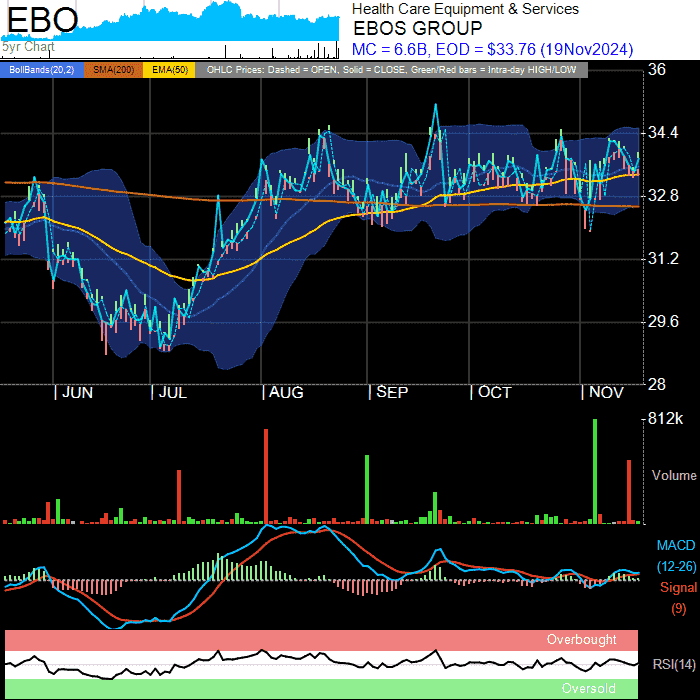 EBO
Health Care Equipment & Services
EBOS GROUP
MC = 6.6B, EOD = $33.76 (19Nov2024)
5yr Chart
BollBands(20,2) SMA(200) EMA(50) OHLC Prices: Dashed = OPEN, Solid = CLOSE, Green/Red bars = Intra-day HIGH/LOW
36
34.4
32.8
31.2
29.6
28
| JUN | JUL | AUG | SEP | OCT | NOV
812k
Volume
MACD
(12-26)
Signal
(9)
Overbought
RSI(14)
Oversold